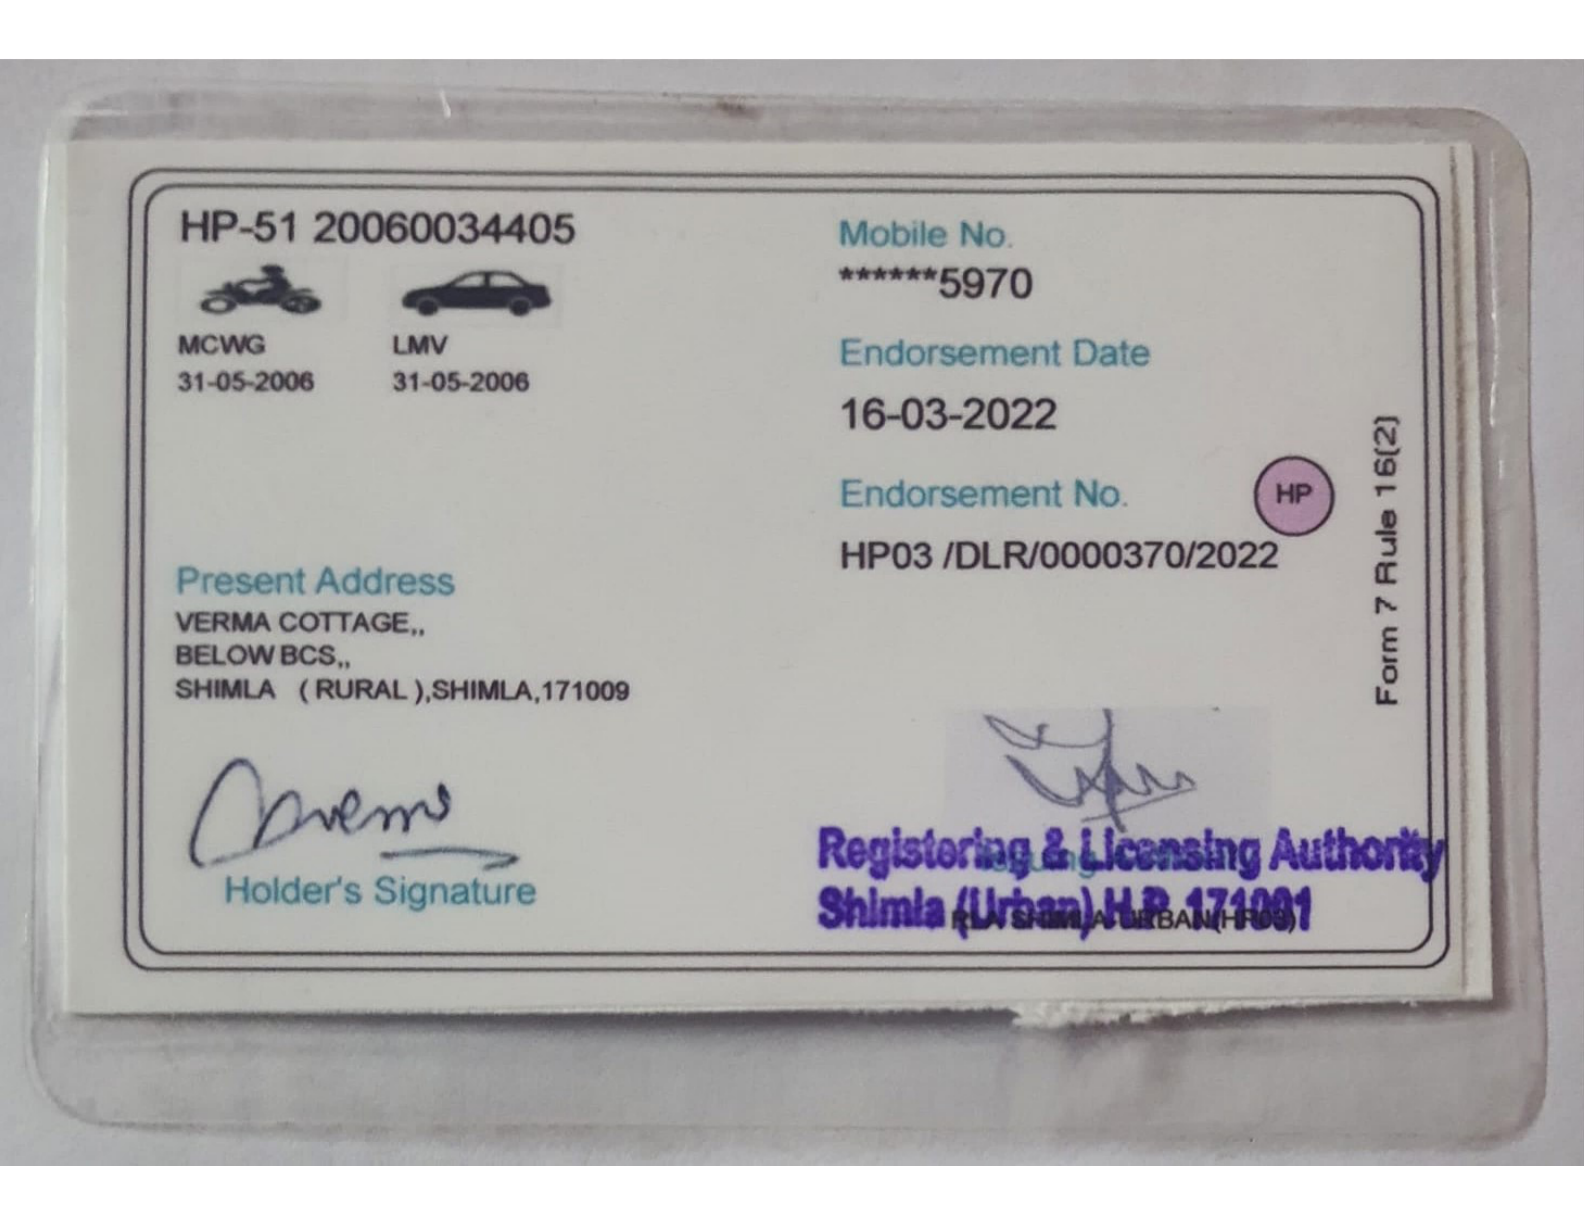 HP-51 20060034405
MCWG
31-05-2006
LMV
31-05-2006
Present Address
VERMA COTTAGE,,
BELOW BCS,,
SHIMLA ( RURAL ),SHIMLA,171009
Holder's Signature
Mobile No.
******5970
Endorsement Date
16-03-2022
Endorsement No.
HP
HP03 /DLR/0000370/2022
Form 7 Rule 16(2)
Registering & Licensing Authority
Shimla (Urban) H.P. 171001
RLA SHIMLA-URBAN(HP03)